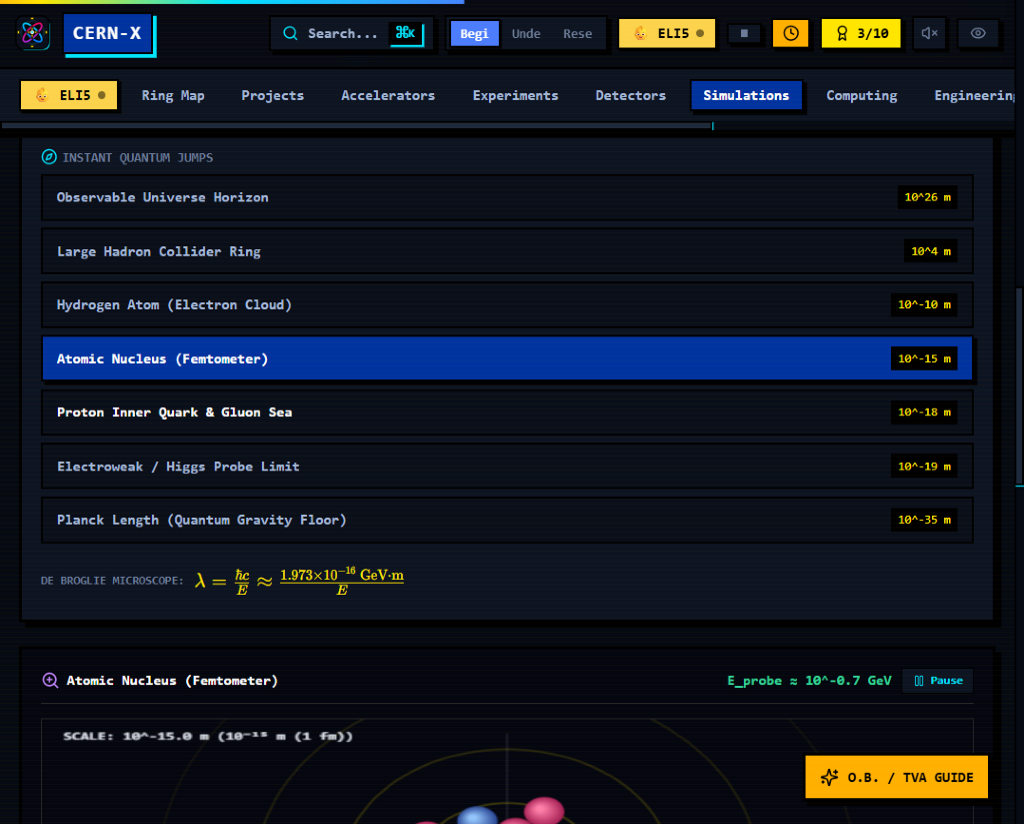 CERN-X
Search... ⌘K
Begi Unde Rese
ELI5
3/10
ELI5 Ring Map Projects Accelerators Experiments Detectors Simulations Computing Engineering
INSTANT QUANTUM JUMPS
Observable Universe Horizon 10^26 m
Large Hadron Collider Ring 10^4 m
Hydrogen Atom (Electron Cloud) 10^-10 m
Atomic Nucleus (Femtometer) 10^-15 m
Proton Inner Quark & Gluon Sea 10^-18 m
Electroweak / Higgs Probe Limit 10^-19 m
Planck Length (Quantum Gravity Floor) 10^-35 m
DE BROGLIE MICROSCOPE: λ = ħc/E ≈ 1.973×10⁻¹⁶ GeV·m/E
Atomic Nucleus (Femtometer) E_probe ≈ 10^-0.7 GeV Pause
SCALE: 10^-15.0 m (10⁻¹⁵ m (1 fm))
O.B. / TVA GUIDE